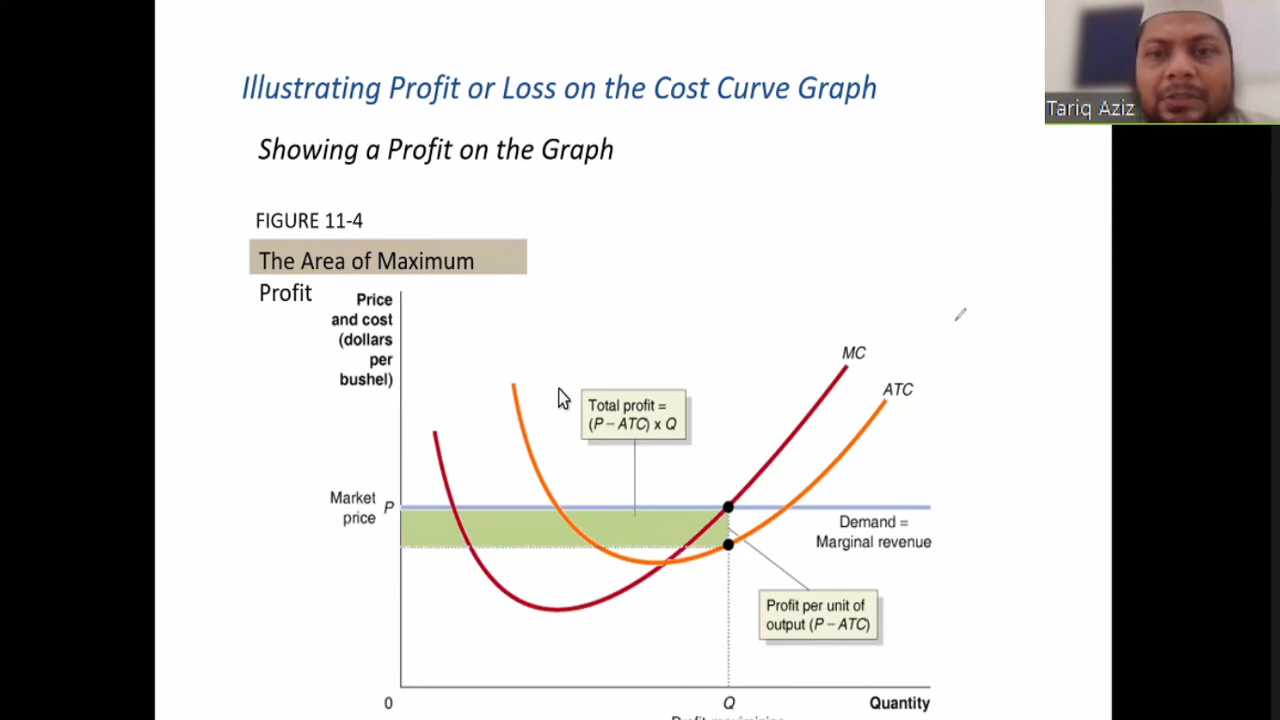 Illustrating Profit or Loss on the Cost Curve Graph
Tariq Aziz
Showing a Profit on the Graph
FIGURE 11-4
The Area of Maximum
Profit
Price
and cost
(dollars
per
bushel)
MC
ATC
Total profit =
(P – ATC) x Q
Market
price
P
Demand =
Marginal revenue
Profit per unit of
output (P – ATC)
0
Q
Quantity
Profit maximizing